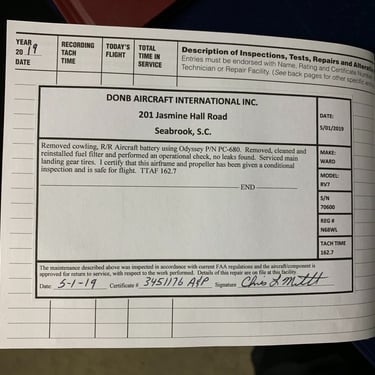 YEAR
2019
DATE
RECORDING
TACH
TIME
TODAY'S
FLIGHT
TOTAL
TIME IN
SERVICE
Description of Inspections, Tests, Repairs and
Entries must be endorsed with Name, Rating and Certificate
Technician or Repair Facility. (See back pages for other specific
DONB AIRCRAFT INTERNATIONAL INC.
201 Jasmine Hall Road
Seabrook, S.C.
DATE:
5/01/2019
Removed cowling, R/R Aircraft battery using Odyssey P/N PC-680. Removed, cleaned and
reinstalled fuel filter and performed an operational check, no leaks found. Serviced main
landing gear tires. I certify that this airframe and propeller has been given a conditional
inspection and is safe for flight. TTAF 162.7
END
MAKE:
WARD
MODEL:
RV7
S/N
70600
REG #
N68WL
TACH TIME
162.7
The maintenance described above was inspected in accordance with current FAA regulations and the aircraft/component is
approved for return to service, with respect to the work performed. Details of this repair are on file at this facility.
Date: 5-1-19 Certificate # 3451176 A&P Signature